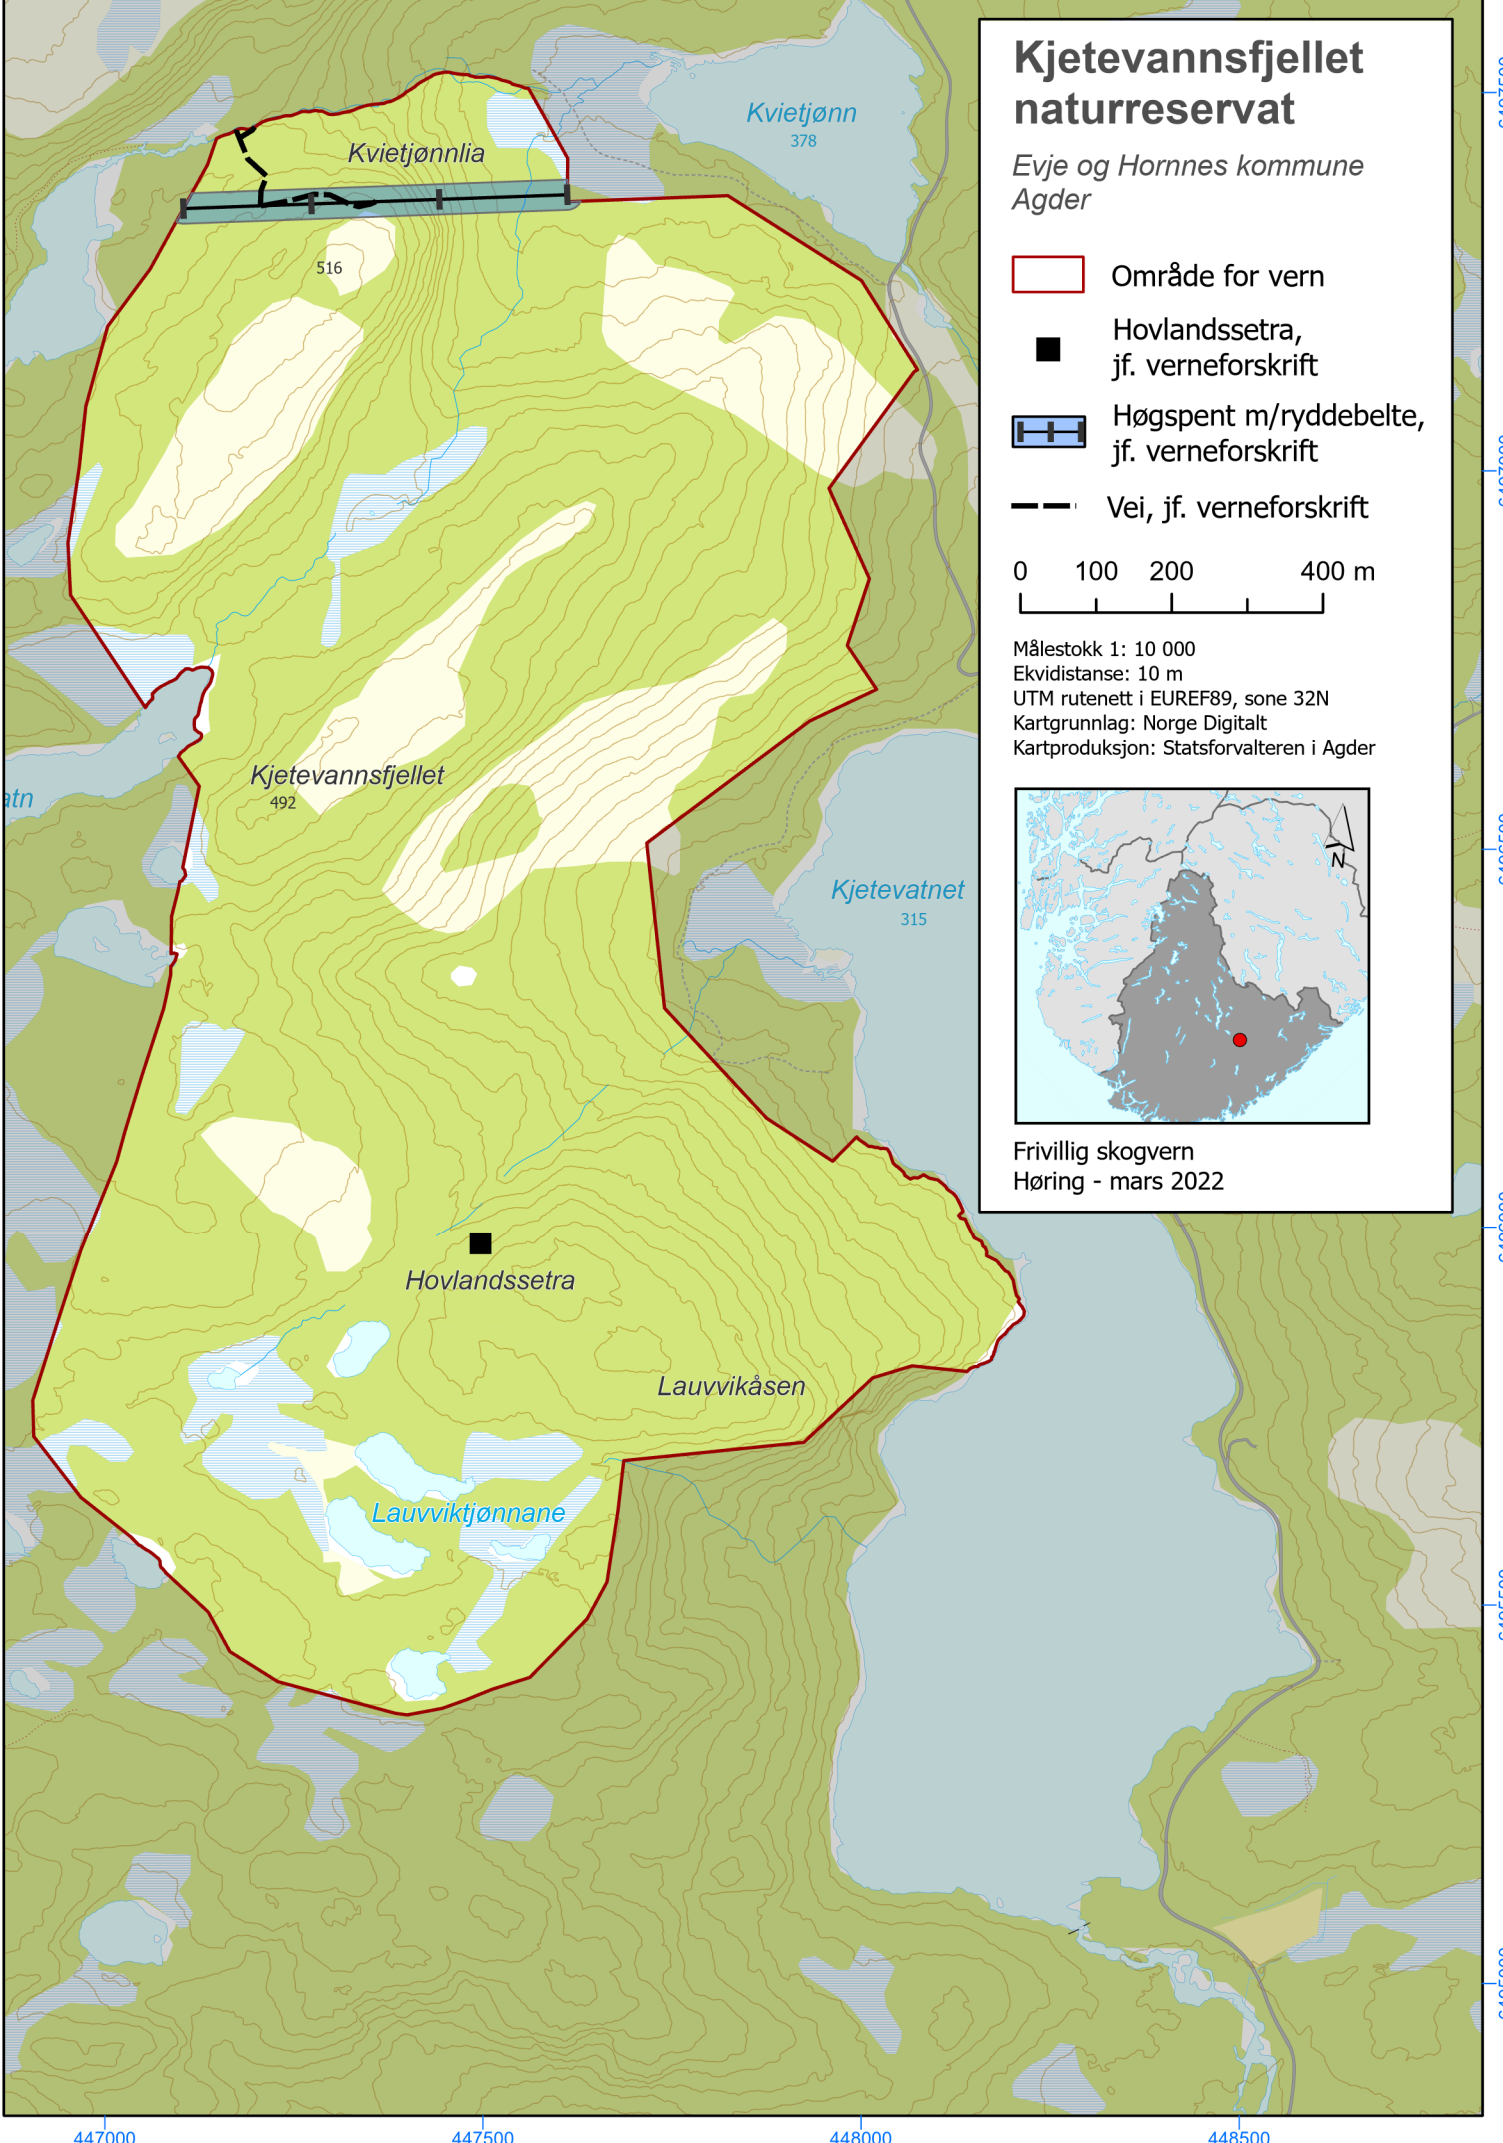 Kjetevannsfjellet
naturreservat
Evje og Hornnes kommune
Agder
Område for vern
Hovlandssetra,
jf. verneforskrift
Høgspent m/ryddebelte,
jf. verneforskrift
Vei, jf. verneforskrift
0 100 200 400 m
Målestokk 1: 10 000
Ekvidistanse: 10 m
UTM rutenett i EUREF89, sone 32N
Kartgrunnlag: Norge Digitalt
Kartproduksjon: Statsforvalteren i Agder
N
Frivillig skogvern
Høring - mars 2022
Kvietjønn
378
Kvietjønnlia
516
Kjetevannsfjellet
492
atn
Kjetevatnet
315
Hovlandssetra
Lauvvikåsen
Lauvviktjønnane
447000 447500 448000 448500